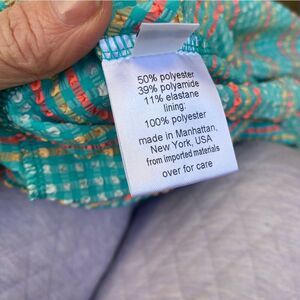 50% polyester
39% polyamide
11% elastane
lining:
100% polyester
made in Manhattan,
New York, USA
from imported materials
over for care